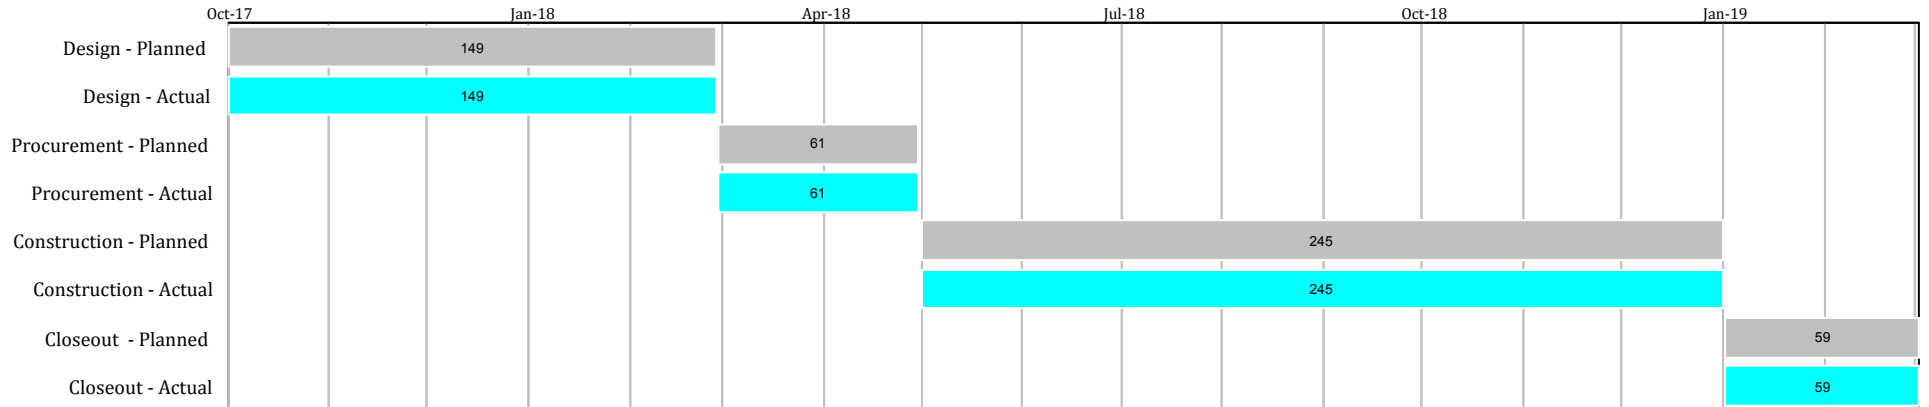 Oct-17 Jan-18 Apr-18 Jul-18 Oct-18 Jan-19
Design - Planned 149
Design - Actual 149
Procurement - Planned 61
Procurement - Actual 61
Construction - Planned 245
Construction - Actual 245
Closeout - Planned 59
Closeout - Actual 59